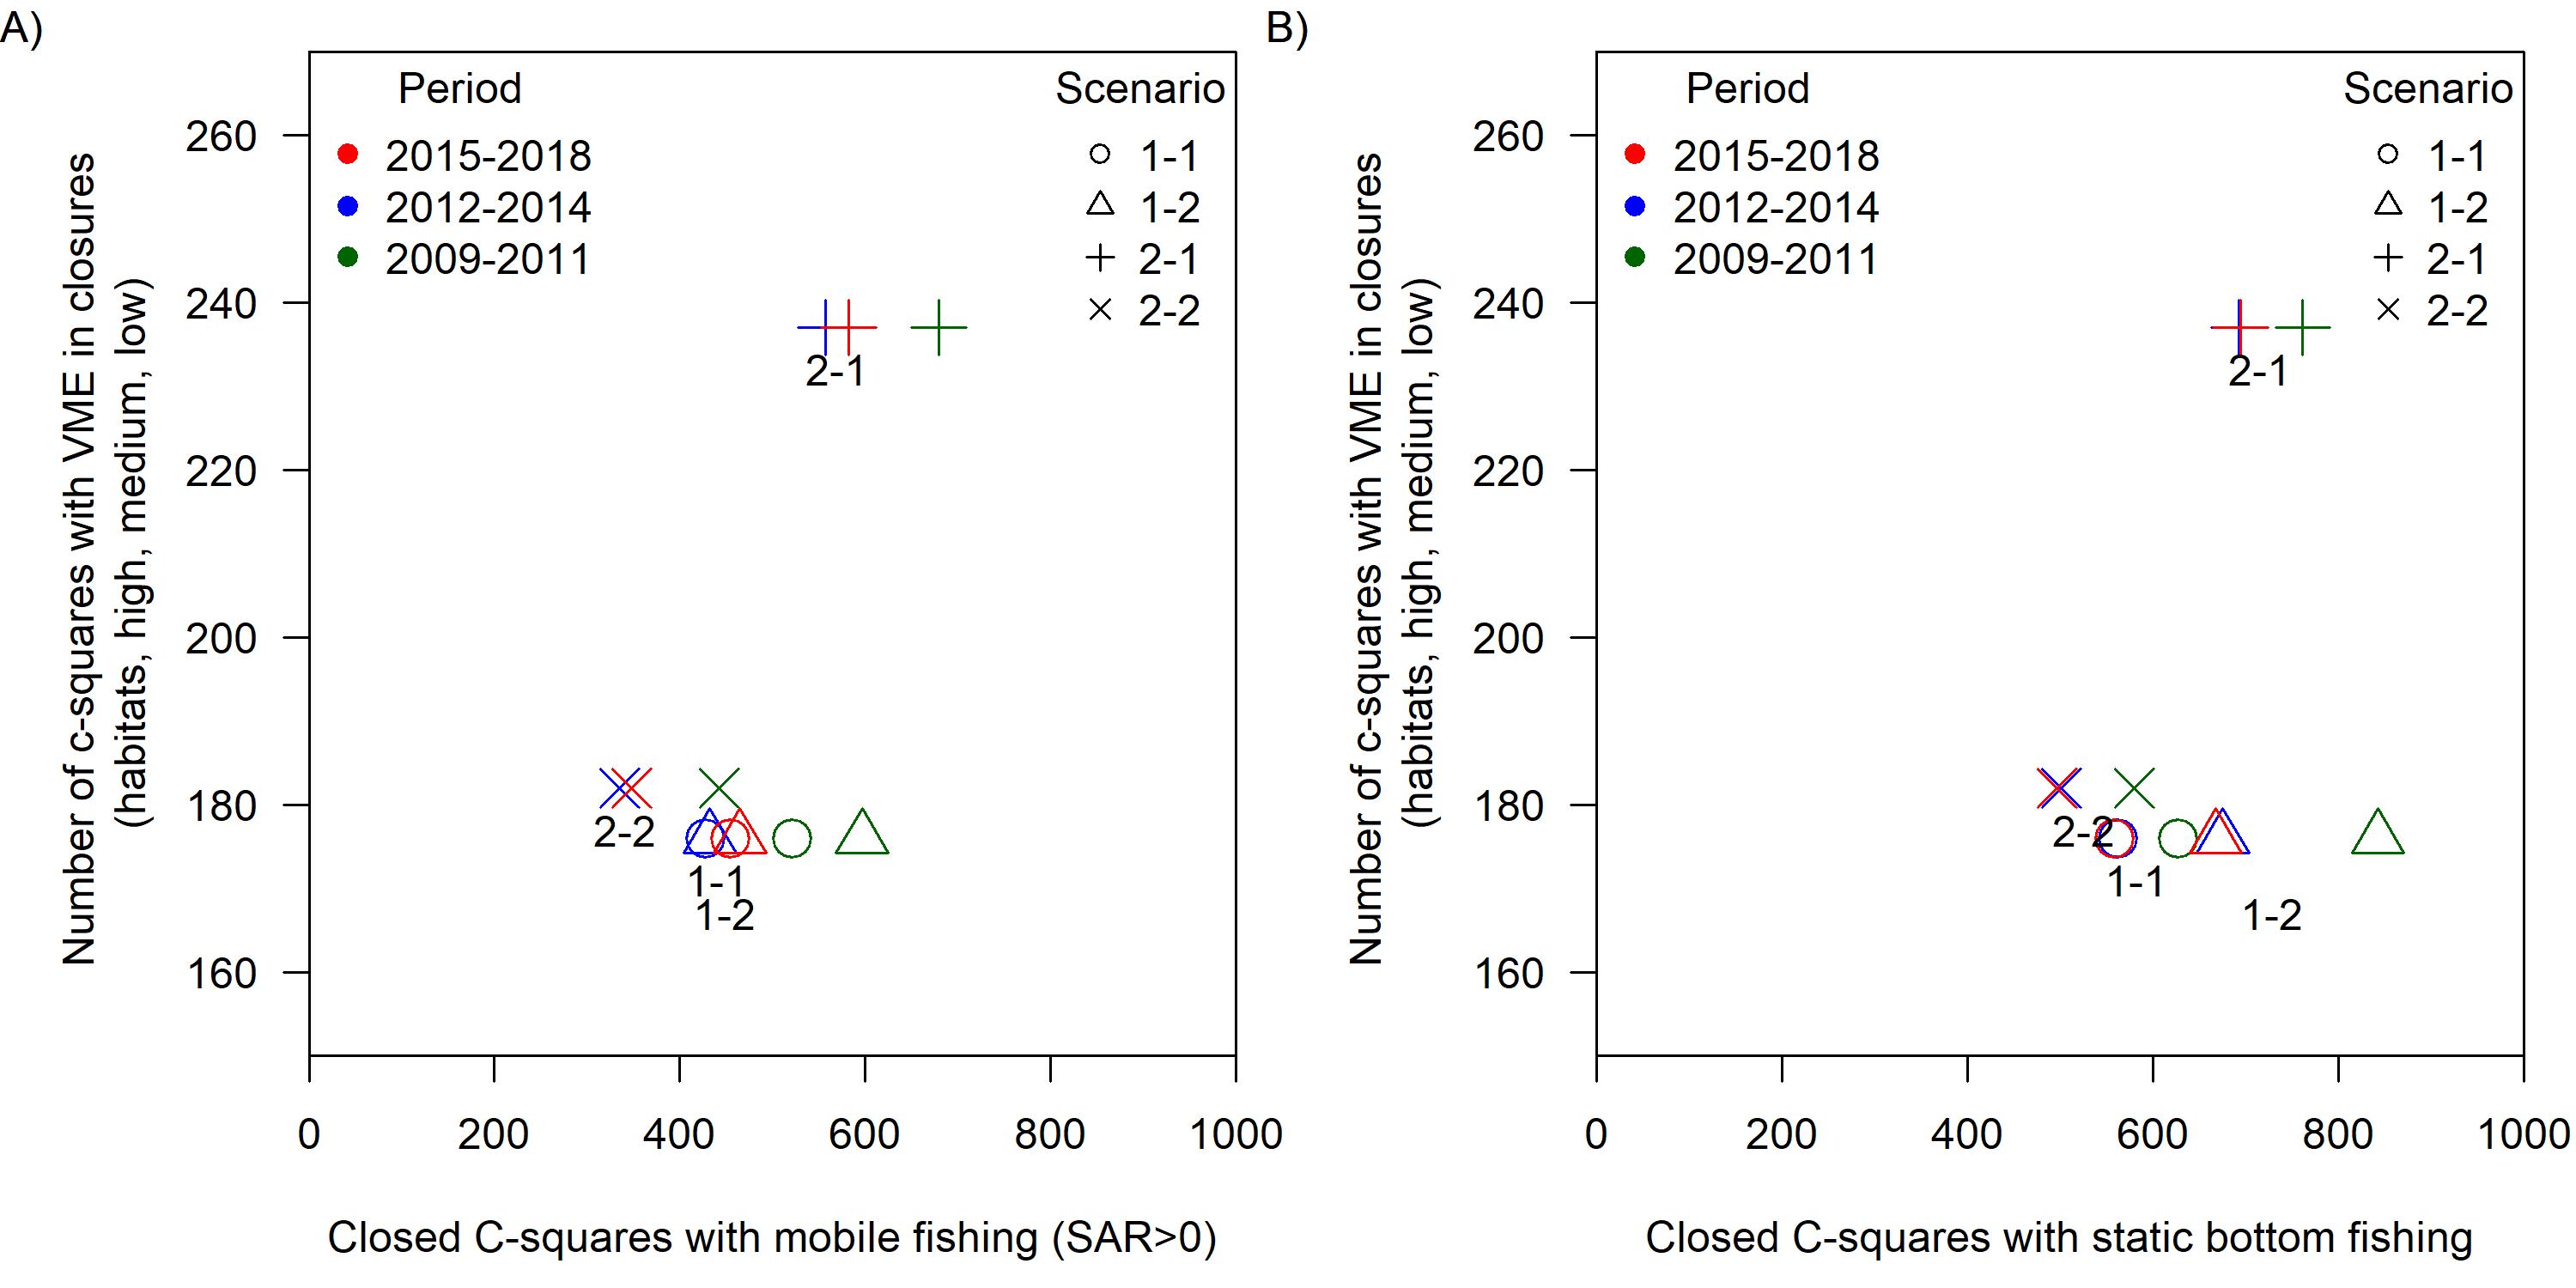 A)
Number of c-squares with VME in closures
(habitats, high, medium, low)
Period
2015-2018
2012-2014
2009-2011
Scenario
1-1
1-2
2-1
2-2
260
240
220
200
180
160
2-1
2-2
1-1
1-2
0 200 400 600 800 1000
Closed C-squares with mobile fishing (SAR>0)
B)
Number of c-squares with VME in closures
(habitats, high, medium, low)
Period
2015-2018
2012-2014
2009-2011
Scenario
1-1
1-2
2-1
2-2
260
240
220
200
180
160
2-1
2-2
1-1
1-2
0 200 400 600 800 1000
Closed C-squares with static bottom fishing